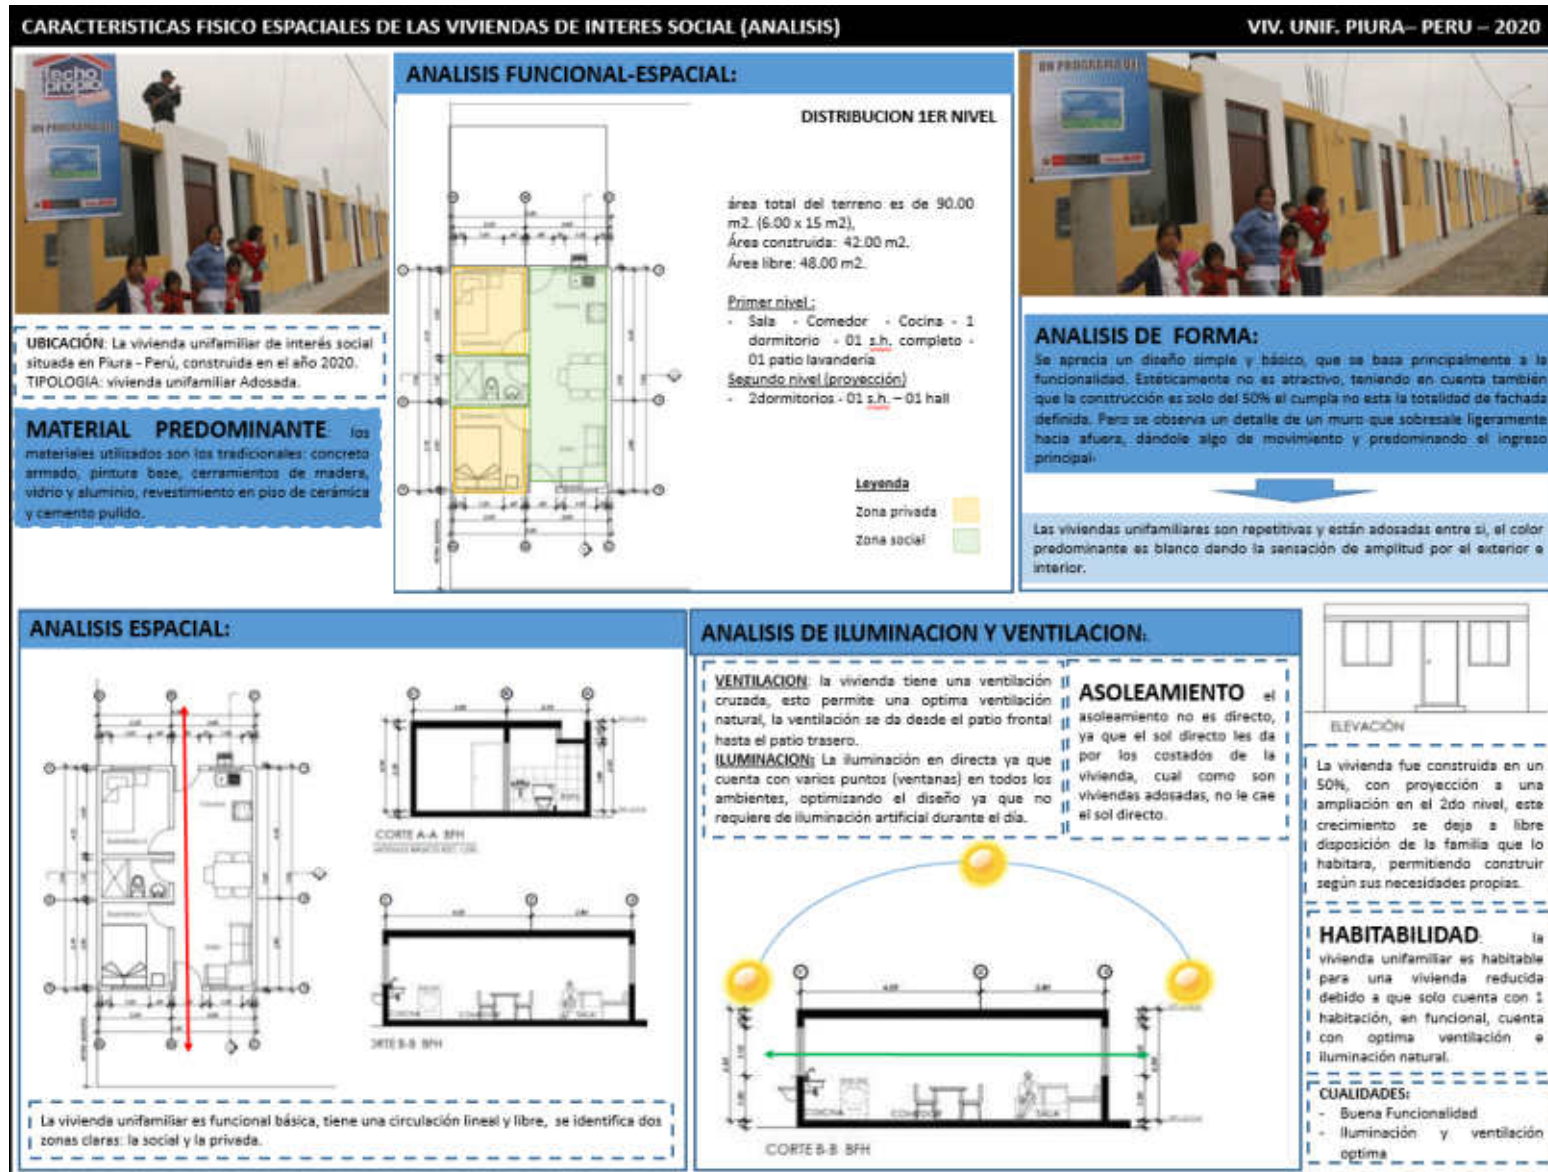 CARACTERISTICAS FISICO ESPACIALES DE LAS VIVIENDAS DE INTERES SOCIAL (ANALISIS)
VIV. UNIF. PIURA– PERU – 2020
techo
propio
UN PROGRAMA DEL
UBICACIÓN: La vivienda unifamiliar de interés social
situada en Piura - Perú, construida en el año 2020.
TIPOLOGIA: vivienda unifamiliar Adosada.
MATERIAL PREDOMINANTE: los
materiales utilizados son los tradicionales: concreto
armado, pintura base, cerramientos de madera,
vidrio y aluminio, revestimiento en piso de cerámica
y cemento pulido.
ANALISIS FUNCIONAL-ESPACIAL:
DISTRIBUCION 1ER NIVEL
área total del terreno es de 90.00
m2. (6.00 x 15 m2),
Área construida: 42.00 m2.
Área libre: 48.00 m2.
Primer nivel :
- Sala - Comedor - Cocina - 1
dormitorio - 01 s.h. completo -
01 patio lavandería
Segundo nivel (proyección)
- 2dormitorios - 01 s.h. – 01 hall
Leyenda
Zona privada
Zona social
UN PROGRAMA DEL
ANALISIS DE FORMA:
Se aprecia un diseño simple y básico, que se basa principalmente a la
funcionalidad. Estéticamente no es atractivo, teniendo en cuenta también
que la construcción es solo del 50% el cumpla no esta la totalidad de fachada
definida. Pero se observa un detalle de un muro que sobresale ligeramente
hacia afuera, dándole algo de movimiento y predominando el ingreso
principal.
Las viviendas unifamiliares son repetitivas y están adosadas entre si, el color
predominante es blanco dando la sensación de amplitud por el exterior e
interior.
ANALISIS ESPACIAL:
CORTE A-A BFH
ORTE B-B BFH
COCINA
COMEDOR
SALA
La vivienda unifamiliar es funcional básica, tiene una circulación lineal y libre, se identifica dos
zonas claras: la social y la privada.
ANALISIS DE ILUMINACION Y VENTILACION:.
VENTILACION: la vivienda tiene una ventilación
cruzada, esto permite una optima ventilación
natural, la ventilación se da desde el patio frontal
hasta el patio trasero.
ILUMINACION: La iluminación en directa ya que
cuenta con varios puntos (ventanas) en todos los
ambientes, optimizando el diseño ya que no
requiere de iluminación artificial durante el día.
ASOLEAMIENTO el
asoleamiento no es directo,
ya que el sol directo les da
por los costados de la
vivienda, cual como son
viviendas adosadas, no le cae
el sol directo.
COCINA
COMEDOR
SALA
CORTE B-B BFH
ELEVACIÓN
La vivienda fue construida en un
50%, con proyección a una
ampliación en el 2do nivel, este
crecimiento se deja a libre
disposición de la familia que lo
habitara, permitiendo construir
según sus necesidades propias.
HABITABILIDAD: la
vivienda unifamiliar es habitable
para una vivienda reducida
debido a que solo cuenta con 1
habitación, en funcional, cuenta
con optima ventilación e
iluminación natural.
CUALIDADES:
- Buena Funcionalidad
- Iluminación y ventilación
optima